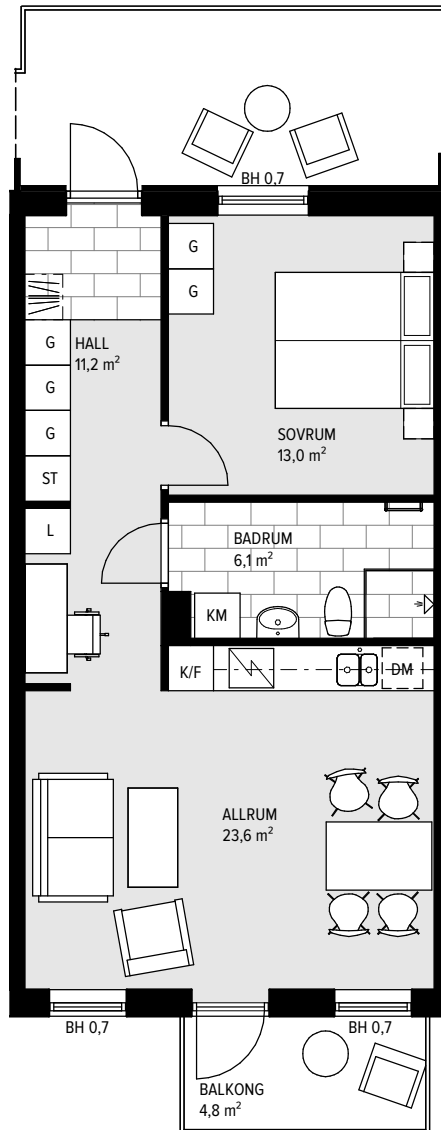 BH 0,7
G
G
G
HALL
11,2 m²
G
G
SOVRUM
13,0 m²
ST
L
BADRUM
6,1 m²
KM
K/F
DM
ALLRUM
23,6 m²
BH 0,7
BH 0,7
BALKONG
4,8 m²